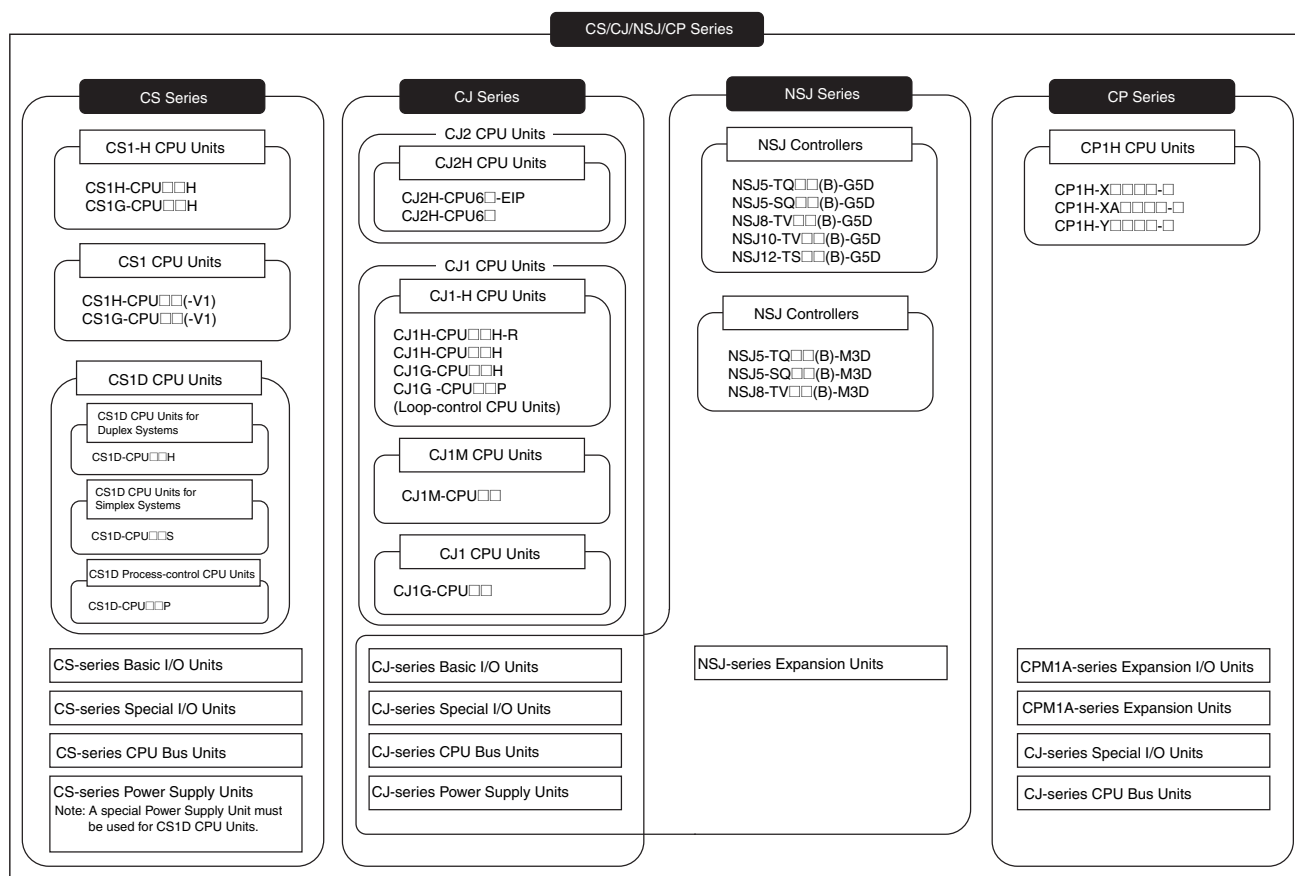 CS/CJ/NSJ/CP Series
CS Series
CS1-H CPU Units
CS1H-CPU□□H
CS1G-CPU□□H
CS1 CPU Units
CS1H-CPU□□(-V1)
CS1G-CPU□□(-V1)
CS1D CPU Units
CS1D CPU Units for
Duplex Systems
CS1D-CPU□□H
CS1D CPU Units for
Simplex Systems
CS1D-CPU□□S
CS1D Process-control CPU Units
CS1D-CPU□□P
CS-series Basic I/O Units
CS-series Special I/O Units
CS-series CPU Bus Units
CS-series Power Supply Units
Note: A special Power Supply Unit must
be used for CS1D CPU Units.
CJ Series
CJ2 CPU Units
CJ2H CPU Units
CJ2H-CPU6□-EIP
CJ2H-CPU6□
CJ1 CPU Units
CJ1-H CPU Units
CJ1H-CPU□□H-R
CJ1H-CPU□□H
CJ1G-CPU□□H
CJ1G -CPU□□P
(Loop-control CPU Units)
CJ1M CPU Units
CJ1M-CPU□□
CJ1 CPU Units
CJ1G-CPU□□
CJ-series Basic I/O Units
CJ-series Special I/O Units
CJ-series CPU Bus Units
CJ-series Power Supply Units
NSJ Series
NSJ Controllers
NSJ5-TQ□□(B)-G5D
NSJ5-SQ□□(B)-G5D
NSJ8-TV□□(B)-G5D
NSJ10-TV□□(B)-G5D
NSJ12-TS□□(B)-G5D
NSJ Controllers
NSJ5-TQ□□(B)-M3D
NSJ5-SQ□□(B)-M3D
NSJ8-TV□□(B)-M3D
NSJ-series Expansion Units
CP Series
CP1H CPU Units
CP1H-X□□□□-□
CP1H-XA□□□□-□
CP1H-Y□□□□-□
CPM1A-series Expansion I/O Units
CPM1A-series Expansion Units
CJ-series Special I/O Units
CJ-series CPU Bus Units